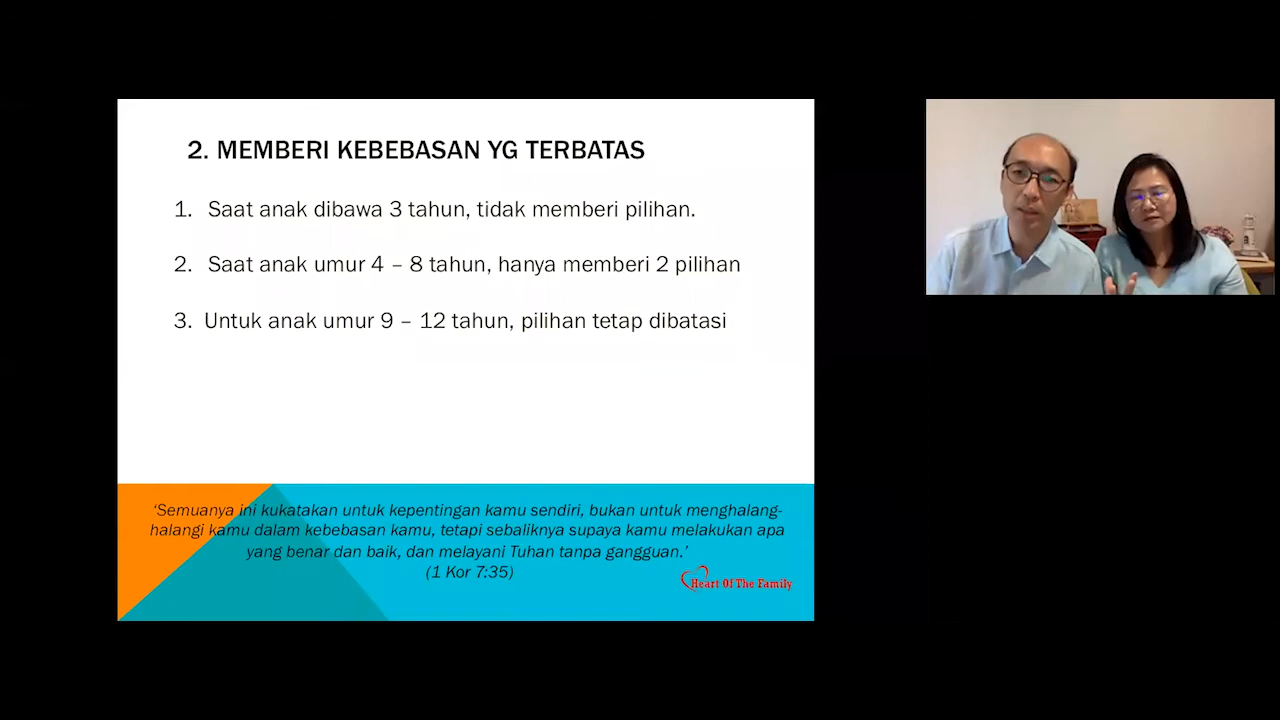 2. MEMBERI KEBEBASAN YG TERBATAS
1. Saat anak dibawa 3 tahun, tidak memberi pilihan.
2. Saat anak umur 4 – 8 tahun, hanya memberi 2 pilihan
3. Untuk anak umur 9 – 12 tahun, pilihan tetap dibatasi
‘Semuanya ini kukatakan untuk kepentingan kamu sendiri, bukan untuk menghalang-
halangi kamu dalam kebebasan kamu, tetapi sebaliknya supaya kamu melakukan apa
yang benar dan baik, dan melayani Tuhan tanpa gangguan.’
(1 Kor 7:35)
Heart Of The Family